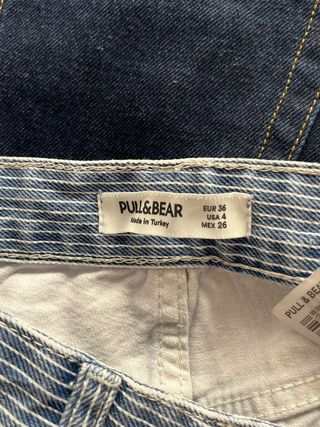 PULL&BEAR
Made in Turkey
EUR 36
USA 4
MEX 26
PULL & BEAR